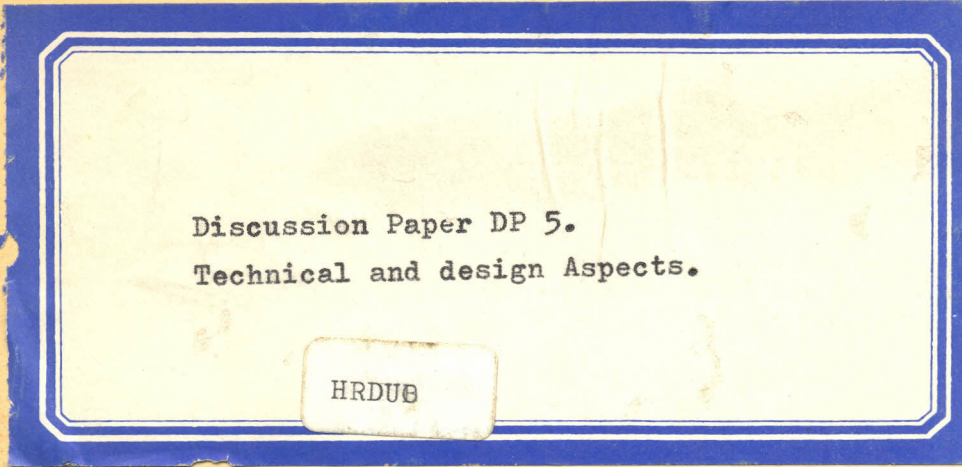 Discussion Paper DP 5.
Technical and design Aspects.
HRDU8